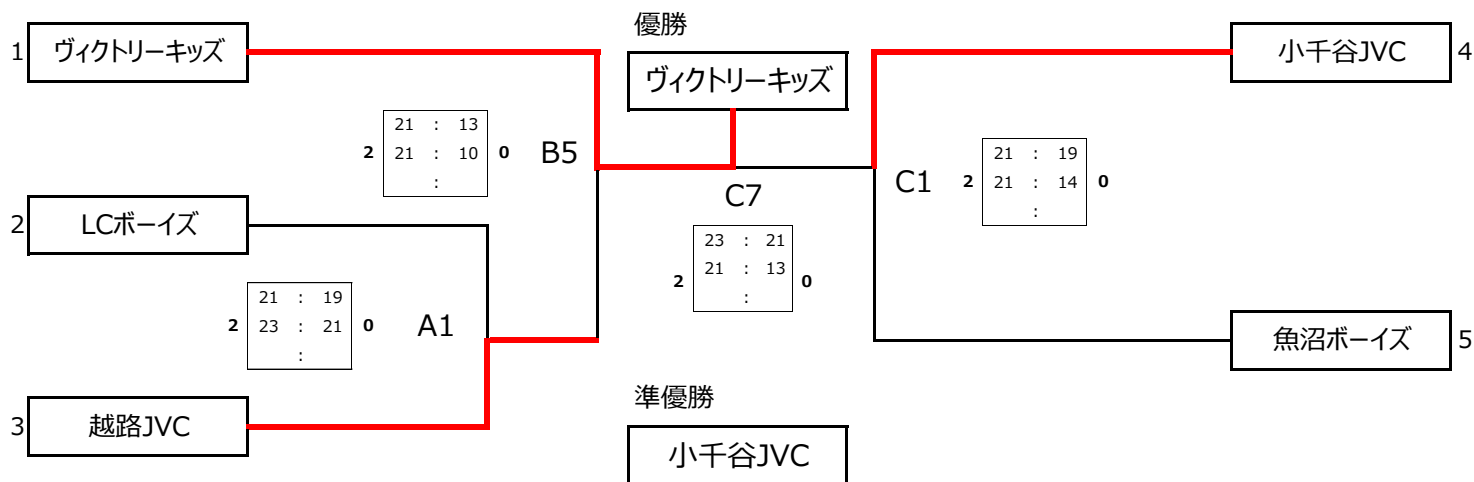 優勝
1 ヴィクトリーキッズ
ヴィクトリーキッズ
小千谷JVC 4
21 : 13
2 21 : 10 0 B5
:
C1
21 : 19
2 21 : 14 0
:
C7
23 : 21
2 21 : 13 0
:
2 LCボーイズ
21 : 19
2 23 : 21 0 A1
:
魚沼ボーイズ 5
3 越路JVC
準優勝
小千谷JVC